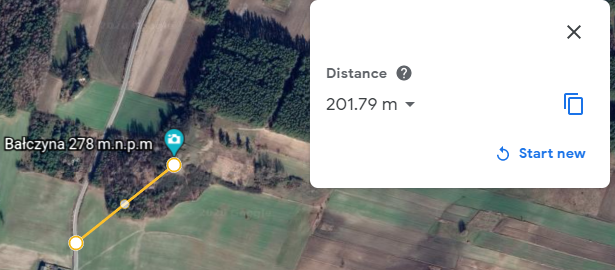 Distance ?
201.79 m
Start new
Bałczyna 278 m.n.p.m